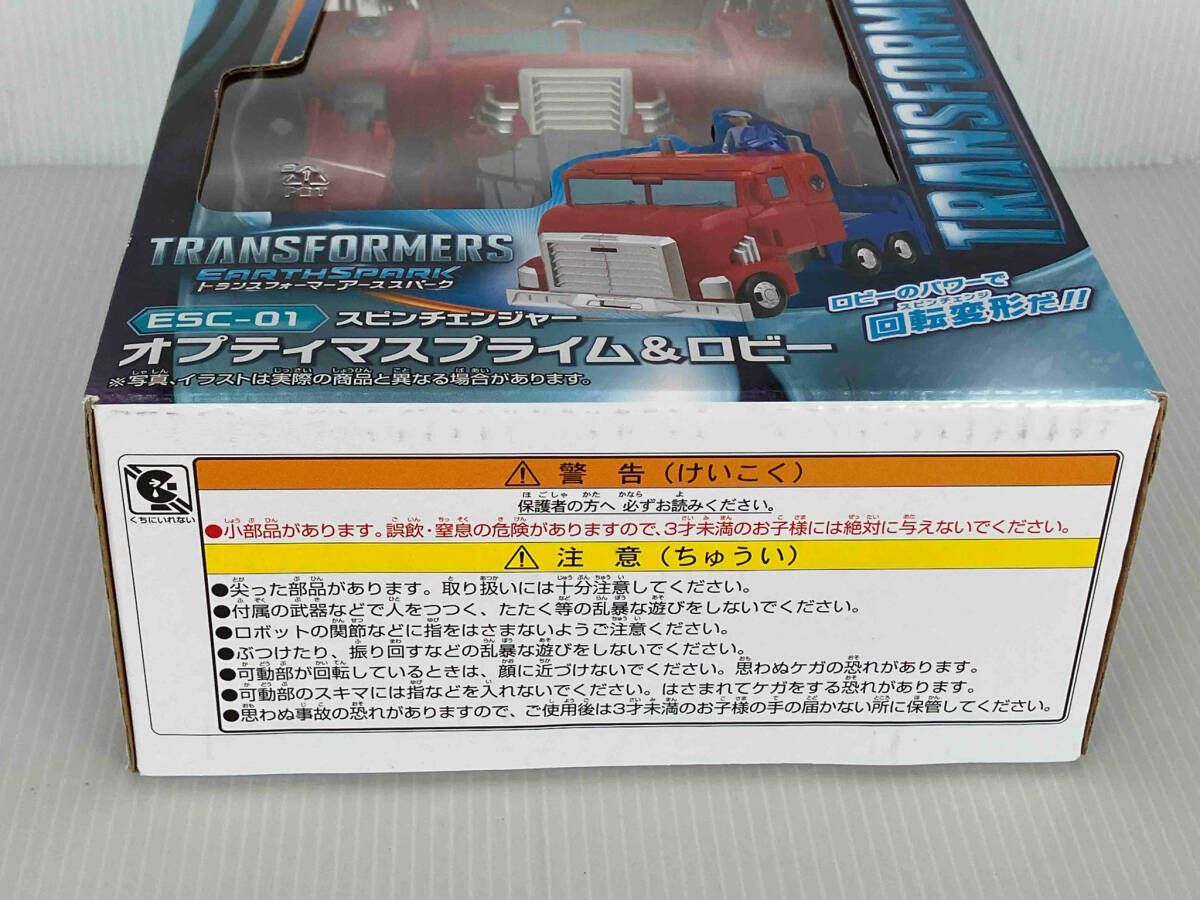 TRANSFORMERS
TRANSFORMERS
EARTHSPARK
トランスフォーマーアーススパーク
ESC-01 スピンチェンジャー
オプティマスプライム&ロビー
※写真、イラストは実際の商品と異なる場合があります。
ロビーのパワーで
回転変形だ!!
くちにいれない
⚠ 警告(けいこく)
保護者の方へ 必ずお読みください。
●小部品があります。誤飲・窒息の危険がありますので、3才未満のお子様には絶対に与えないでください。
⚠ 注意(ちゅうい)
●尖った部品があります。取り扱いには十分注意してください。
●付属の武器などで人をつつく、たたく等の乱暴な遊びをしないでください。
●ロボットの関節などに指をはさまないようご注意ください。
●ぶつけたり、振り回すなどの乱暴な遊びをしないでください。
●可動部が回転しているときは、顔に近づけないでください。思わぬケガの恐れがあります。
●可動部のスキマには指などを入れないでください。はさまれてケガをする恐れがあります。
●思わぬ事故の恐れがありますので、ご使用後は3才未満のお子様の手の届かない所に保管してください。